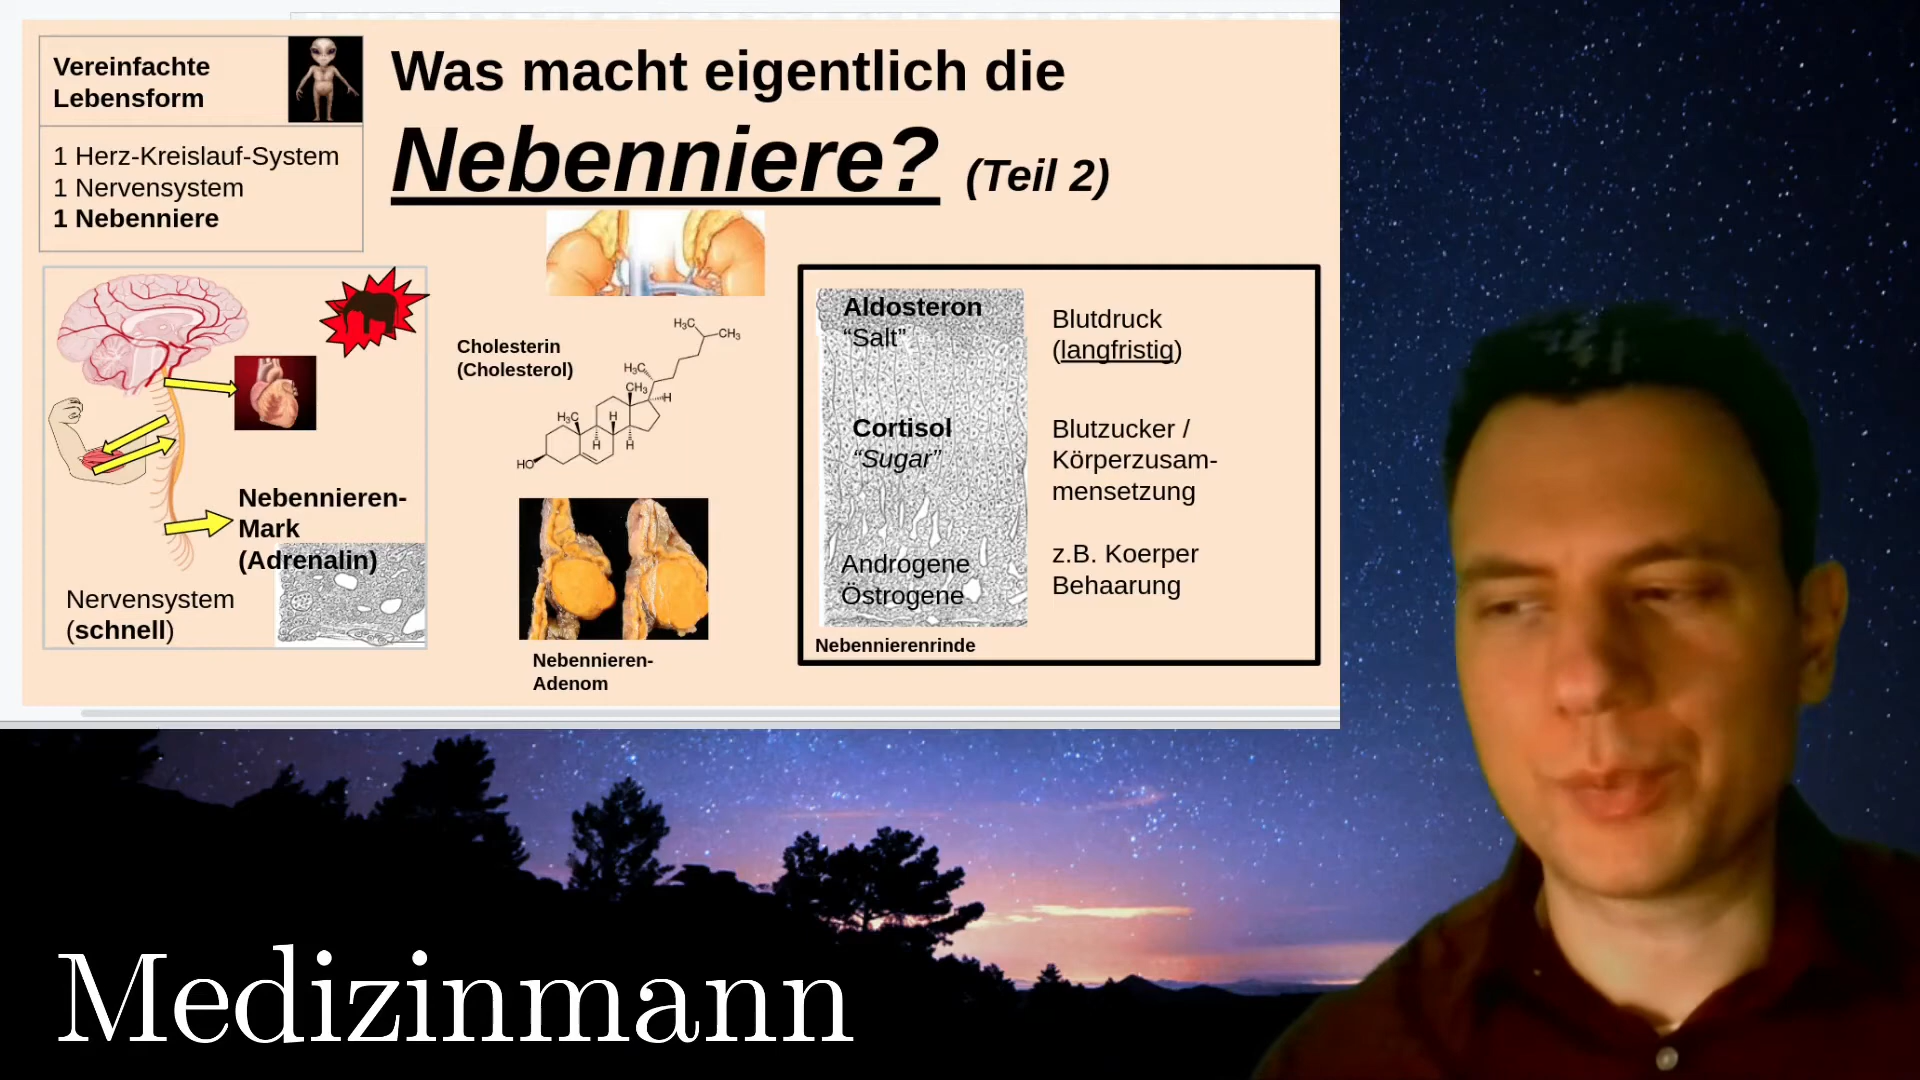 Vereinfachte
Lebensform
1 Herz-Kreislauf-System
1 Nervensystem
1 Nebenniere
Was macht eigentlich die
Nebenniere? (Teil 2)
Nebennieren-
Mark
(Adrenalin)
Nervensystem
(schnell)
Cholesterin
(Cholesterol)
H₃C
CH₃
H₃C
CH₃
H
H₃C
H
H
H
HO
Nebennieren-
Adenom
Aldosteron
“Salt”
Cortisol
“Sugar”
Androgene
Östrogene
Nebennierenrinde
Blutdruck
(langfristig)
Blutzucker /
Körperzusam-
mensetzung
z.B. Koerper
Behaarung
Medizinmann